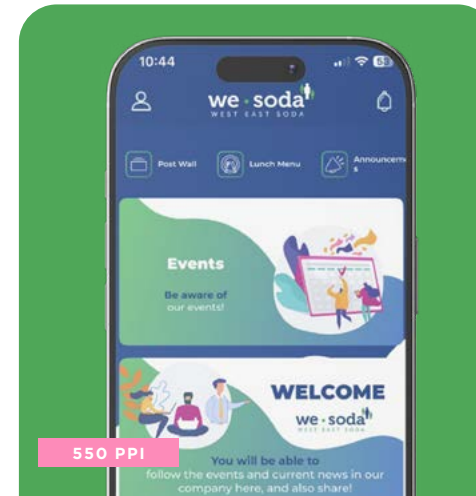 10:44
53
we·soda
WEST EAST SODA
Post Wall
Lunch Menu
Announceme
s
Events
Be aware of
our events!
WELCOME
we·soda
WEST EAST SODA
550 PPI
You will be able to
follow the events and current news in our
company here, and also share!